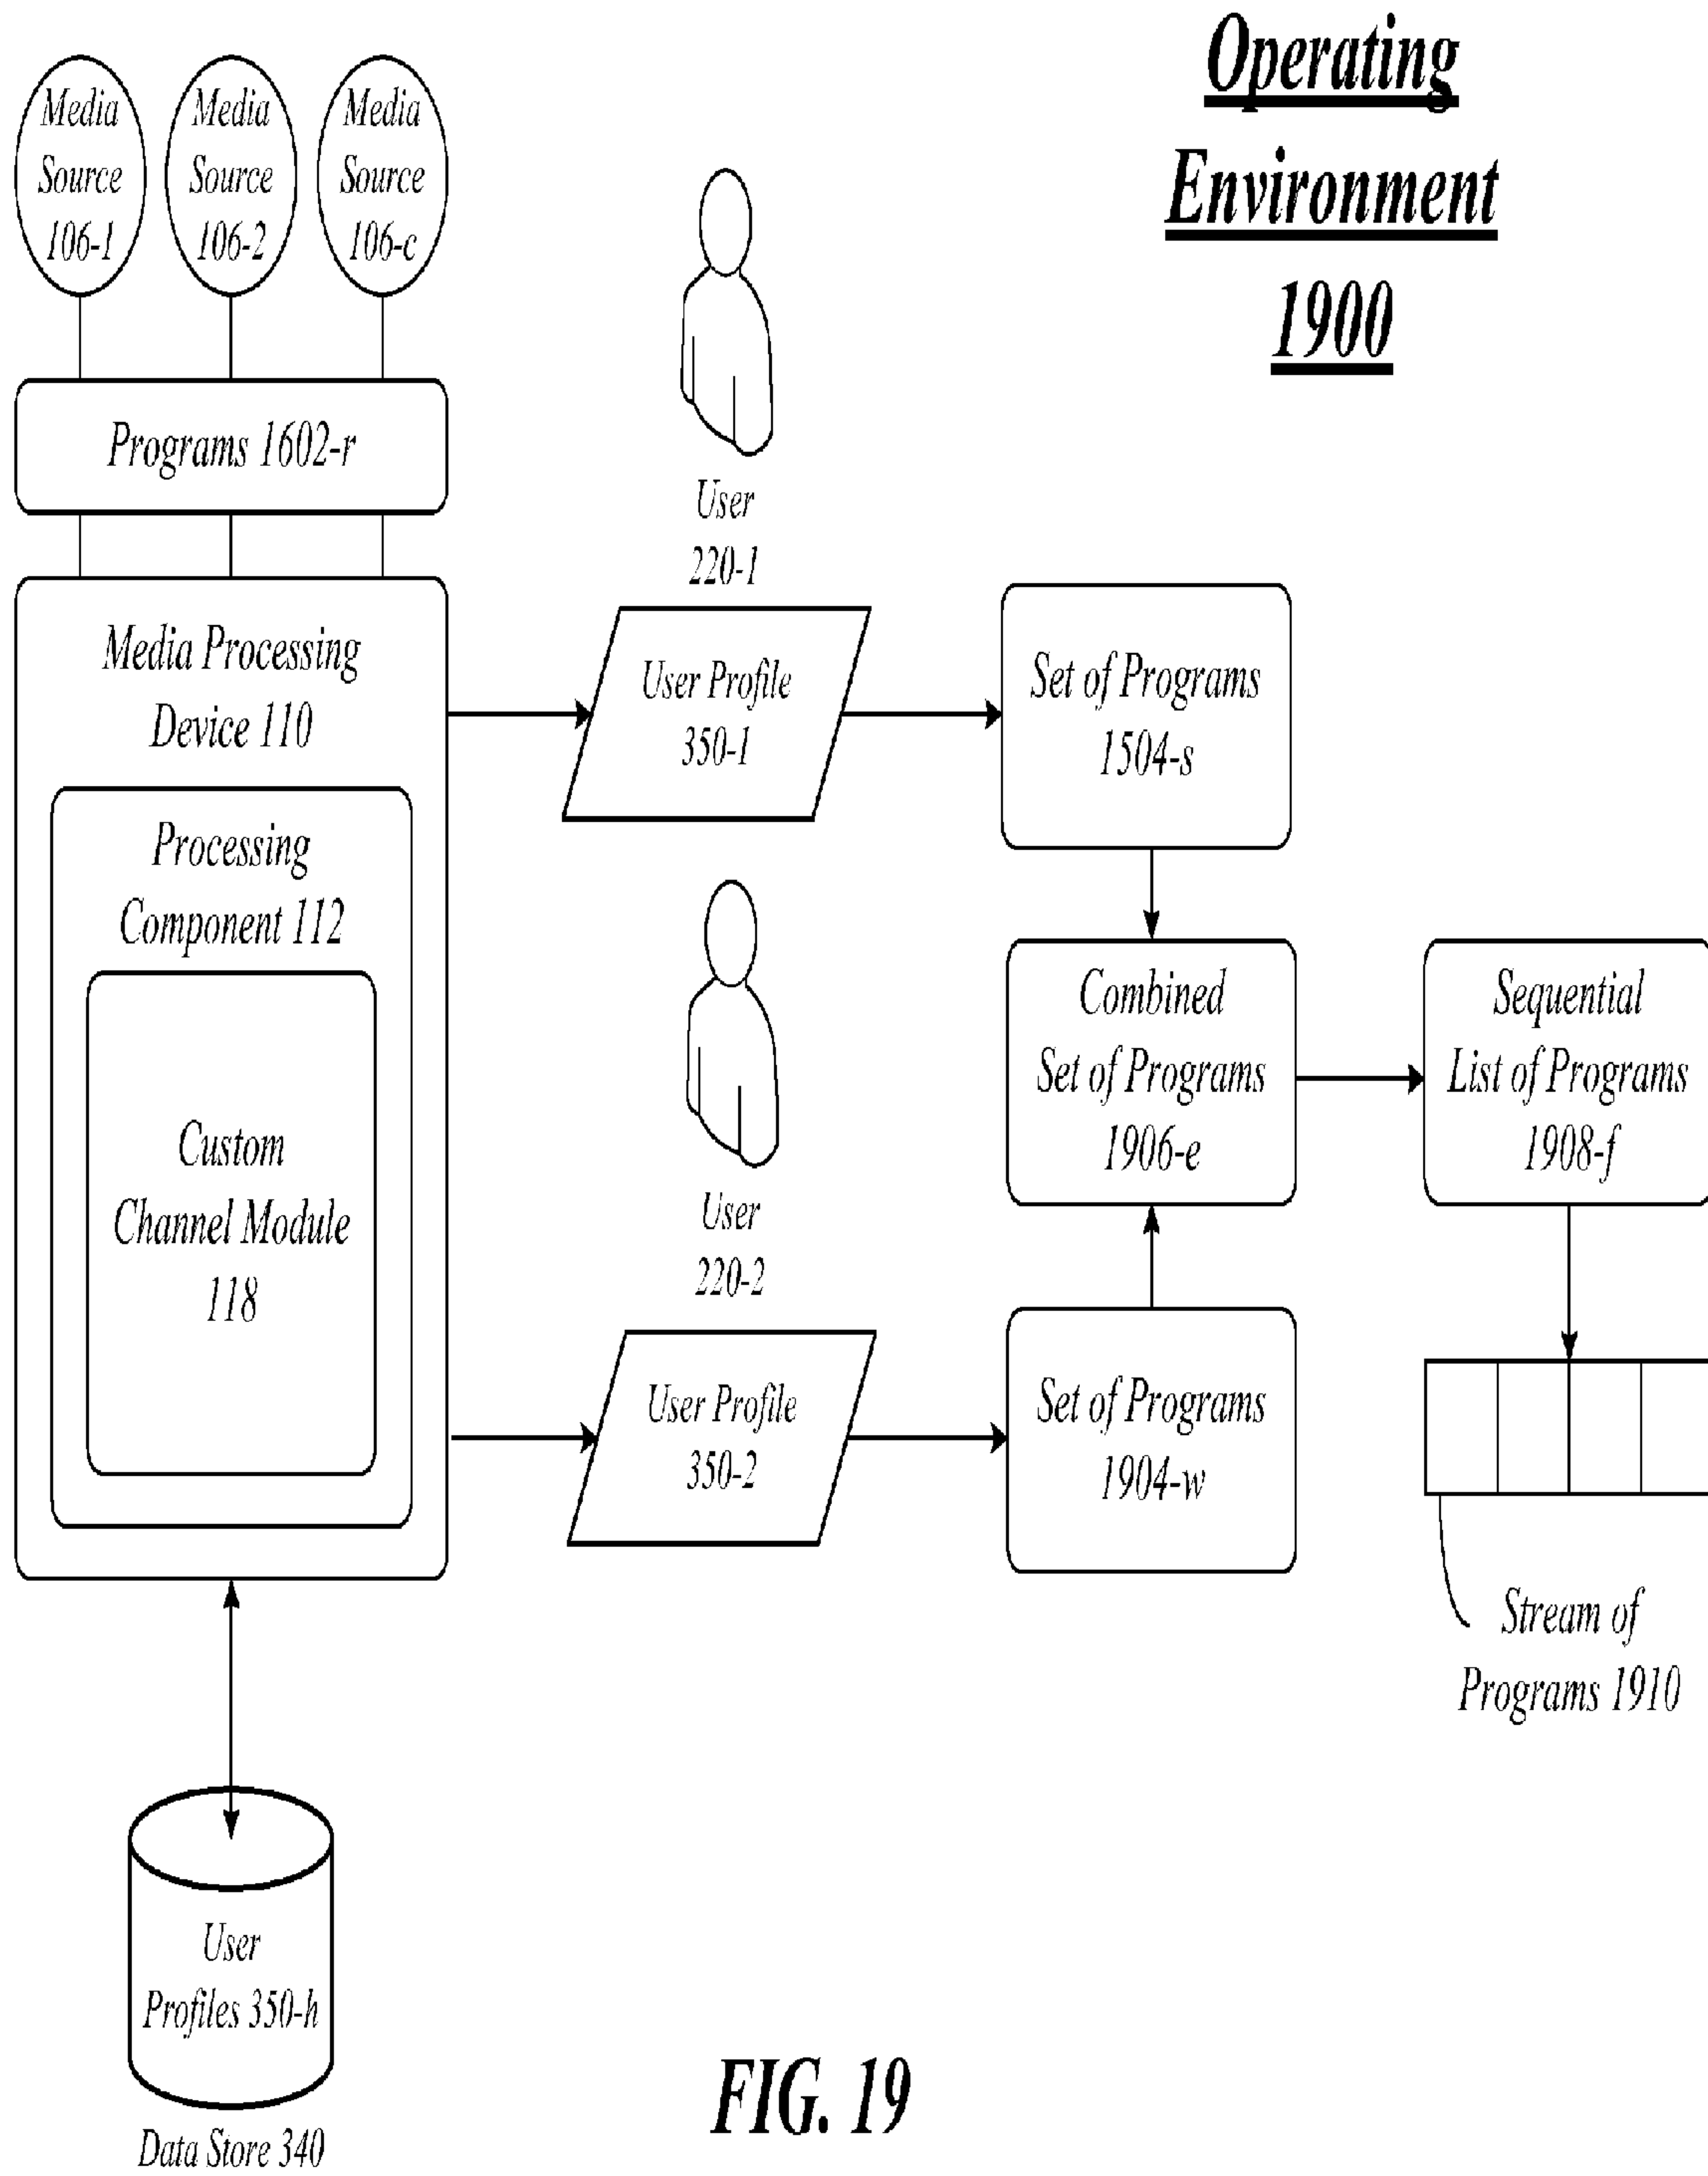 Operating
Environment
1900
Media
Source
106-1
Media
Source
106-2
Media
Source
106-c
Programs 1602-r
Media Processing
Device 110
Processing
Component 112
Custom
Channel Module
118
User
220-1
User Profile
350-1
Set of Programs
1504-s
User
220-2
User Profile
350-2
Set of Programs
1904-w
Combined
Set of Programs
1906-e
Sequential
List of Programs
1908-f
Stream of
Programs 1910
User
Profiles 350-h
Data Store 340
FIG. 19